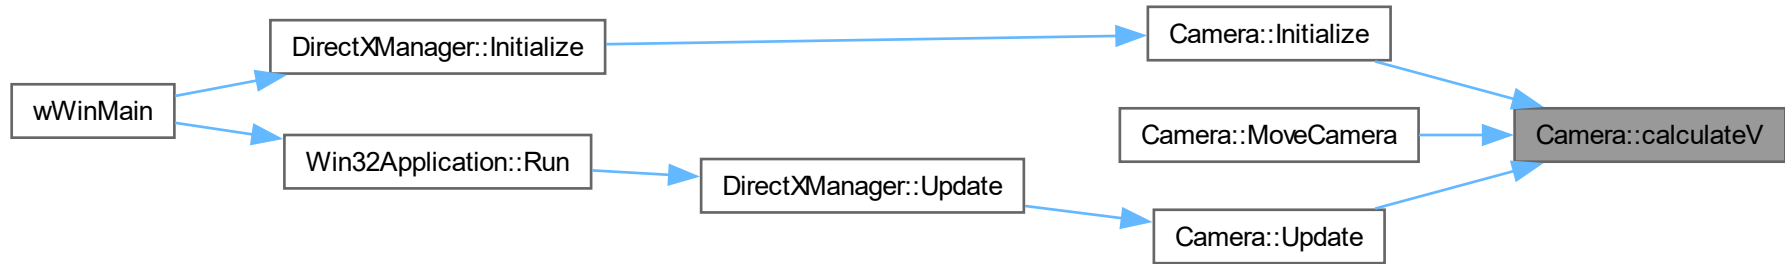 wWinMain
DirectXManager::Initialize
Win32Application::Run
DirectXManager::Update
Camera::Initialize
Camera::MoveCamera
Camera::Update
Camera::calculateV